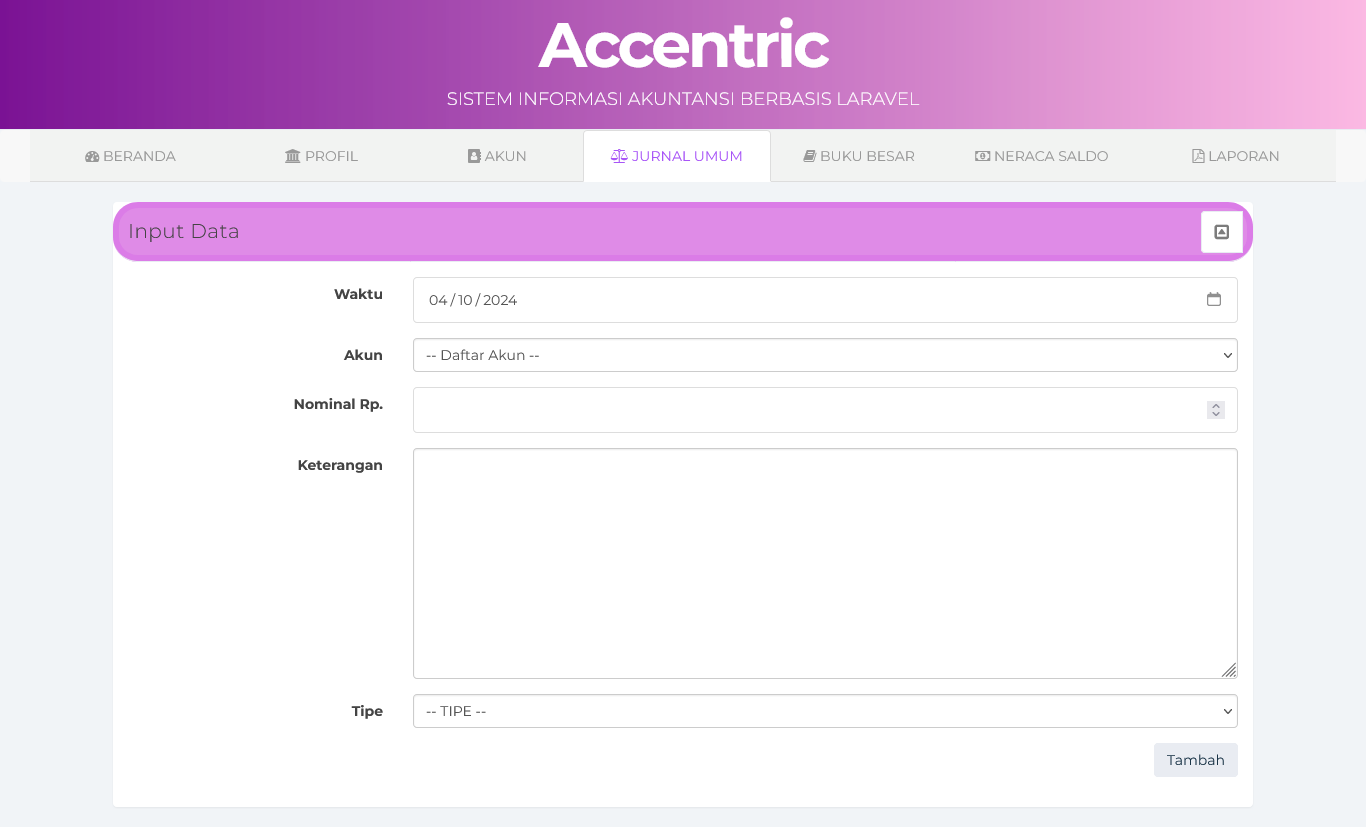 Accentric
SISTEM INFORMASI AKUNTANSI BERBASIS LARAVEL
BERANDA PROFIL AKUN JURNAL UMUM BUKU BESAR NERACA SALDO LAPORAN
Input Data
Waktu 04/10/2024
Akun -- Daftar Akun --
Nominal Rp.
Keterangan
Tipe -- TIPE --
Tambah